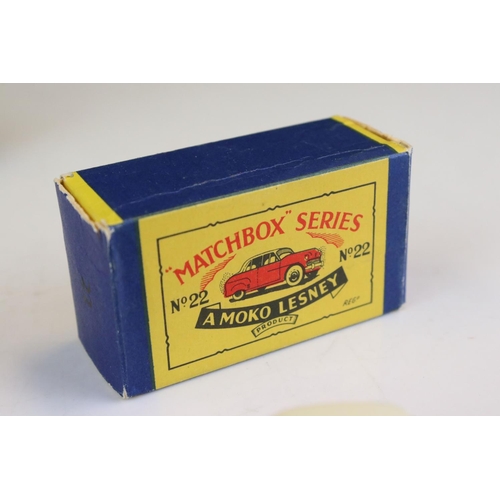 "MATCHBOX" SERIES
Nº22
Nº22
A MOKO LESNEY
PRODUCT
REGD